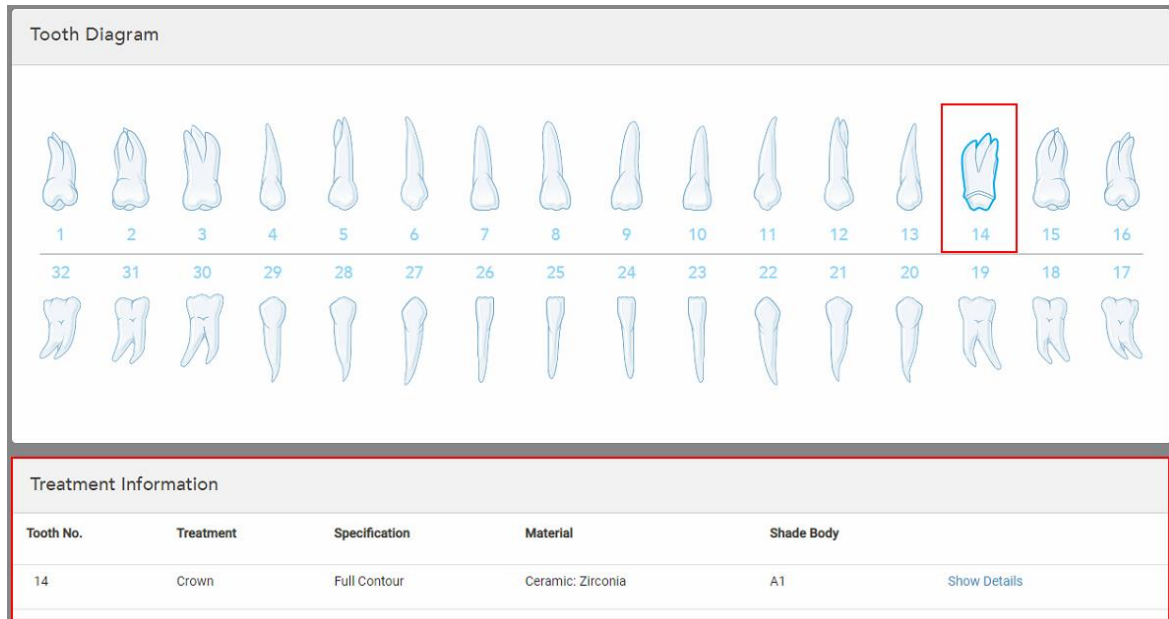 Tooth Diagram
1 2 3 4 5 6 7 8 9 10 11 12 13 14 15 16
32 31 30 29 28 27 26 25 24 23 22 21 20 19 18 17
Treatment Information
Tooth No. Treatment Specification Material Shade Body
14 Crown Full Contour Ceramic: Zirconia A1 Show Details